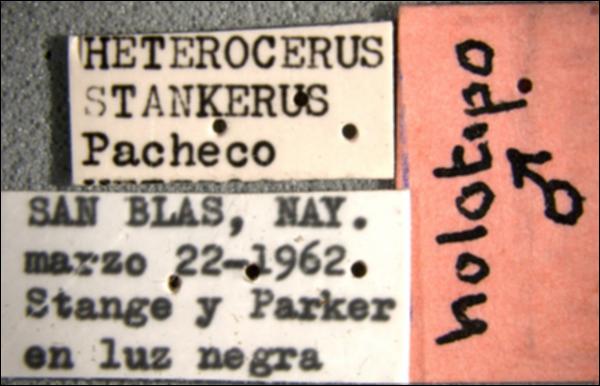 HETEROCERUS
STANKERUS
Pacheco
SAN BLAS, NAY.
marzo 22-1962.
Stange y Parker
en luz negra
holotipo.
♂